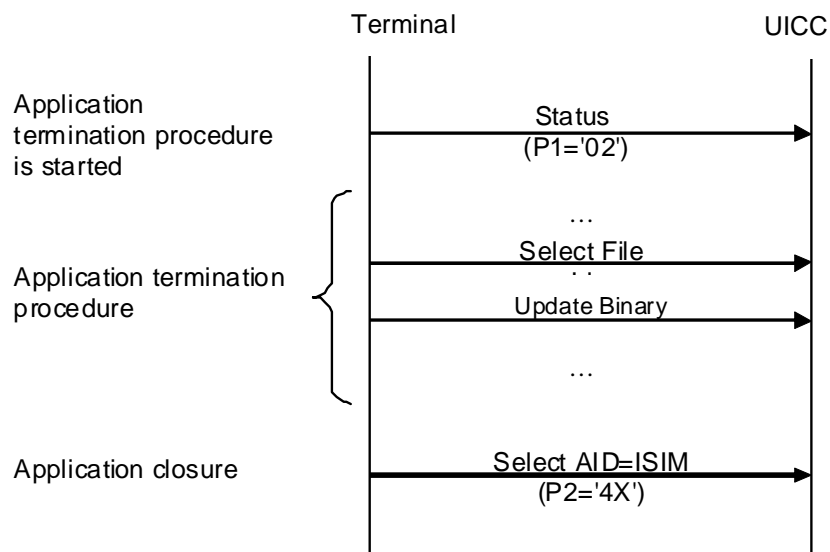 Terminal
UICC
Application
termination procedure
is started
Status
(P1='02')
...
Select File
. .
Application termination
procedure
Update Binary
...
Application closure
Select AID=ISIM
(P2='4X')